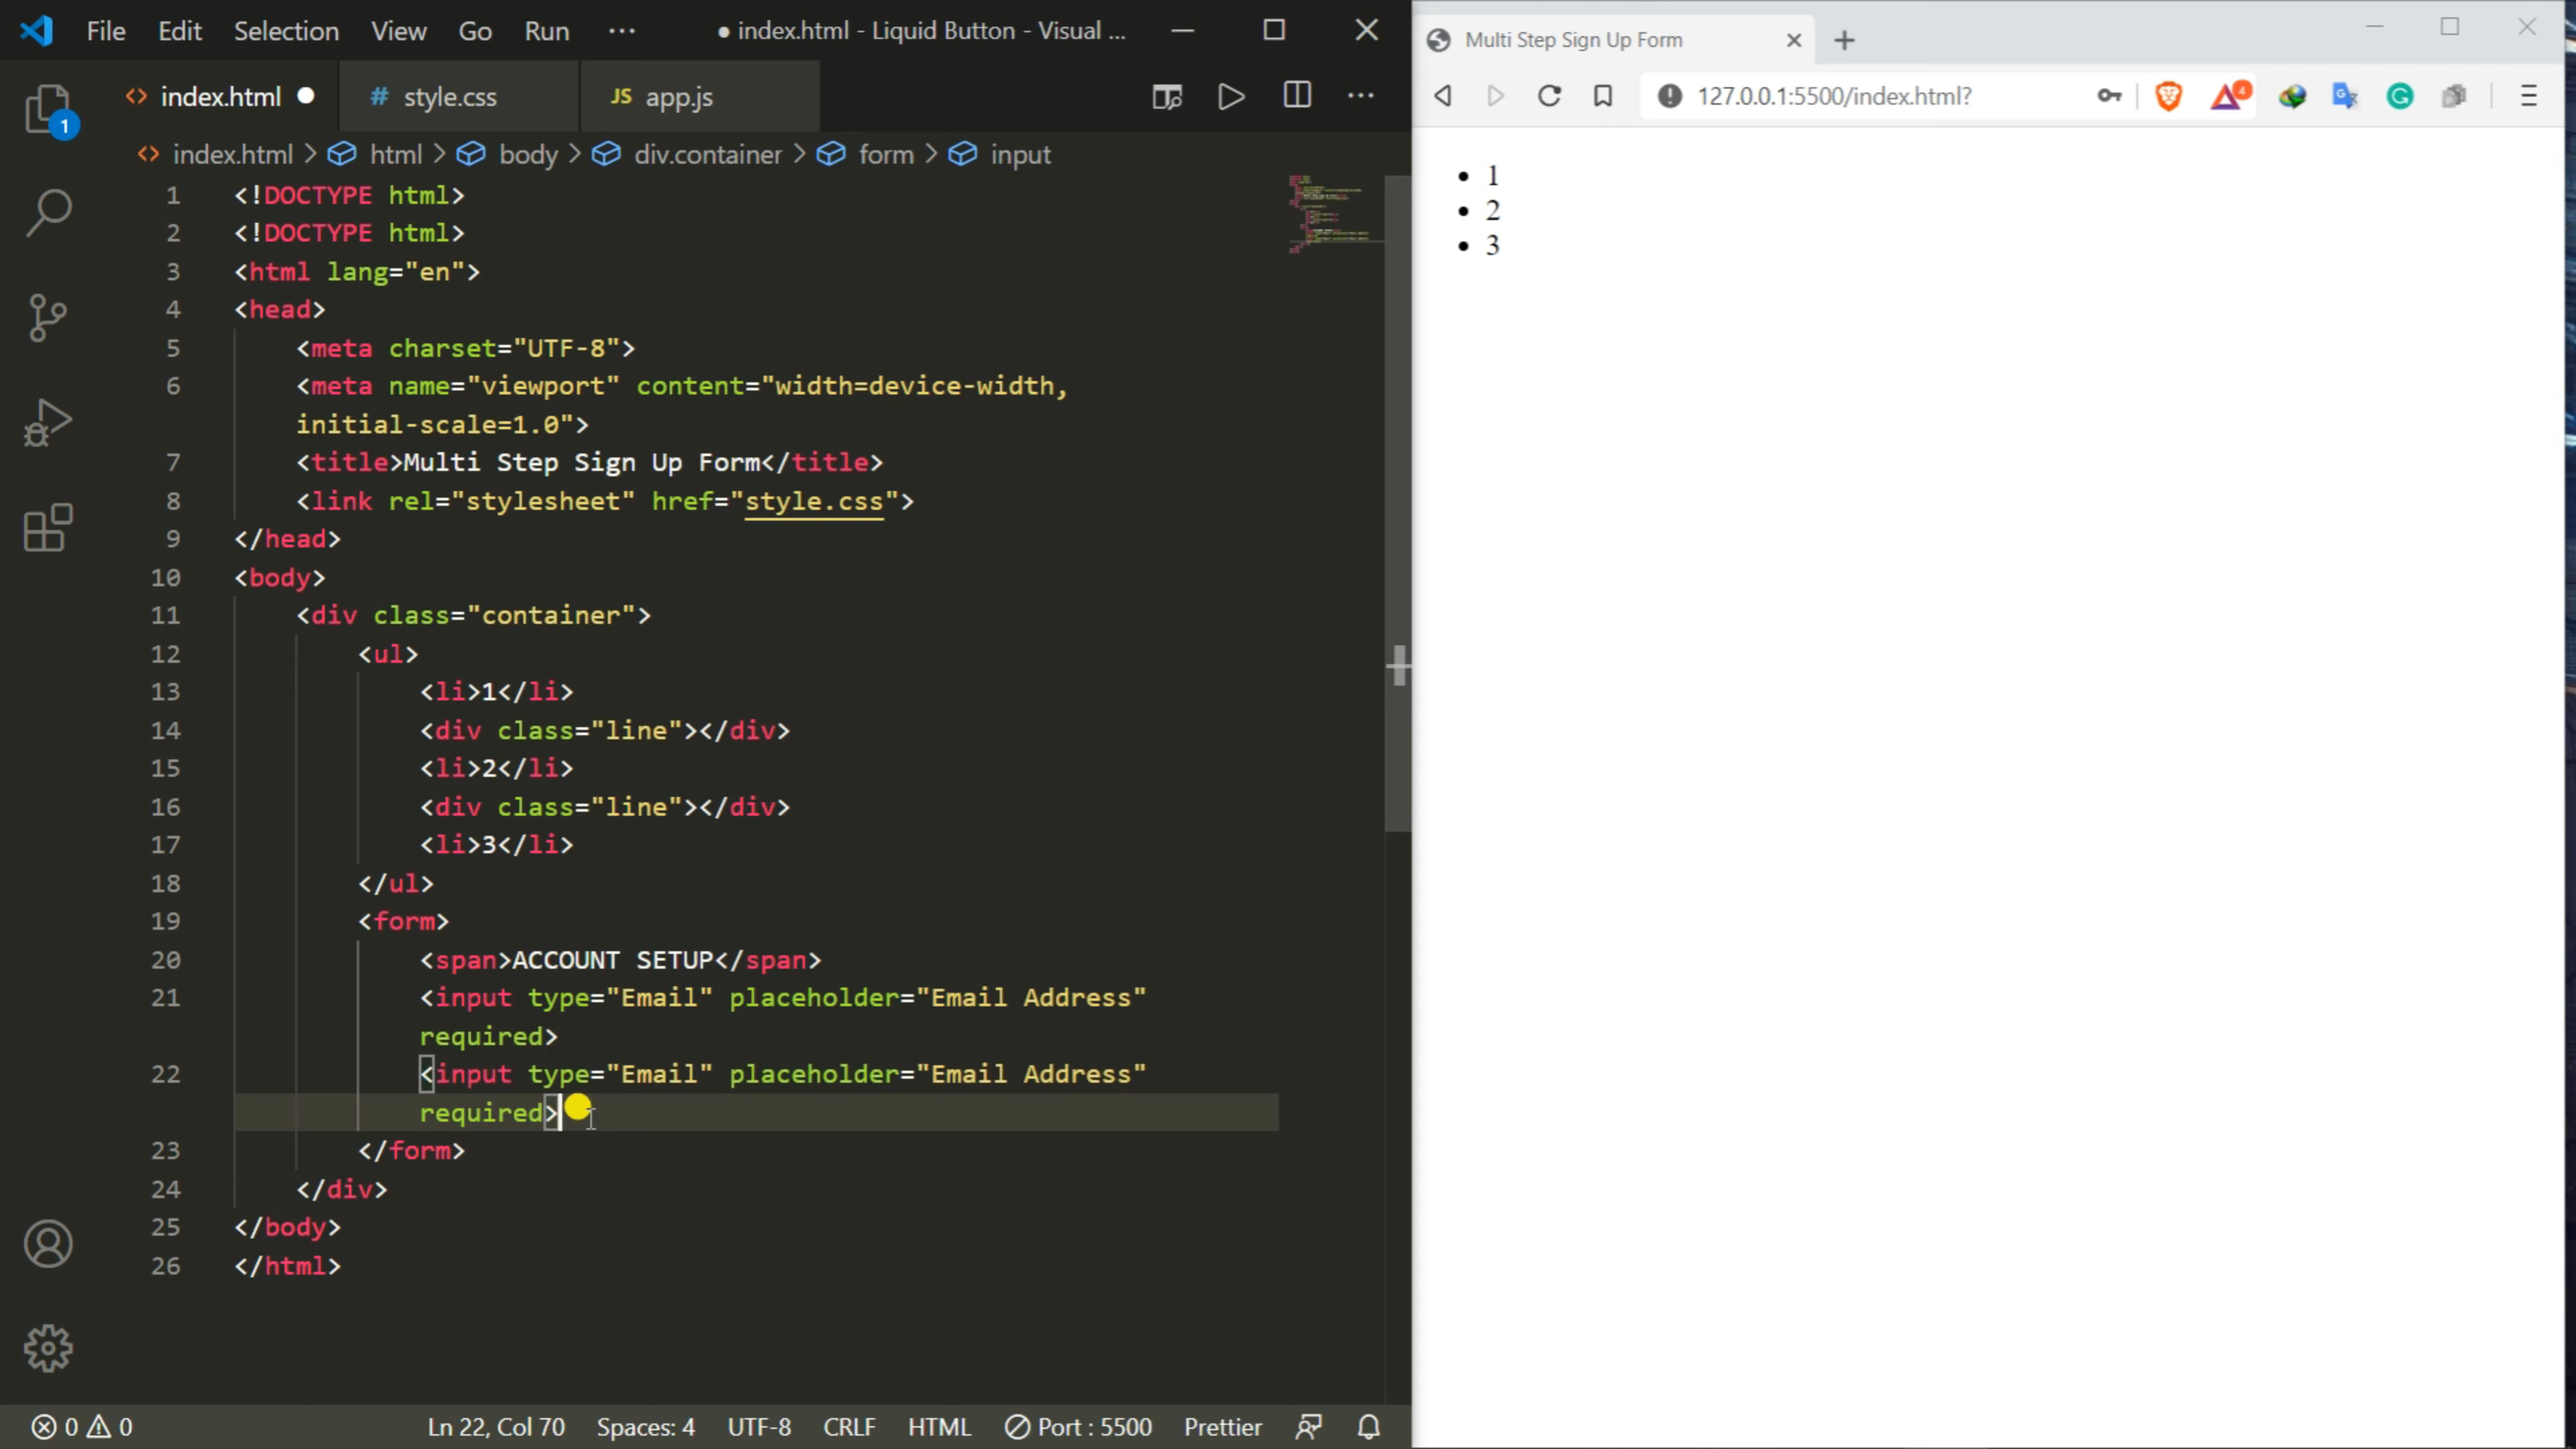 File Edit Selection View Go Run ··· ● index.html - Liquid Button - Visual ...
index.html ● # style.css JS app.js
1
index.html > html > body > div.container > form > input
1 <!DOCTYPE html>
2 <!DOCTYPE html>
3 <html lang="en">
4 <head>
5 <meta charset="UTF-8">
6 <meta name="viewport" content="width=device-width,
initial-scale=1.0">
7 <title>Multi Step Sign Up Form</title>
8 <link rel="stylesheet" href="style.css">
9 </head>
10 <body>
11 <div class="container">
12 <ul>
13 <li>1</li>
14 <div class="line"></div>
15 <li>2</li>
16 <div class="line"></div>
17 <li>3</li>
18 </ul>
19 <form>
20 <span>ACCOUNT SETUP</span>
21 <input type="Email" placeholder="Email Address"
required>
22 <input type="Email" placeholder="Email Address"
required>
23 </form>
24 </div>
25 </body>
26 </html>
0 0 Ln 22, Col 70 Spaces: 4 UTF-8 CRLF HTML Port : 5500 Prettier
Multi Step Sign Up Form
127.0.0.1:5500/index.html? 4
• 1
• 2
• 3